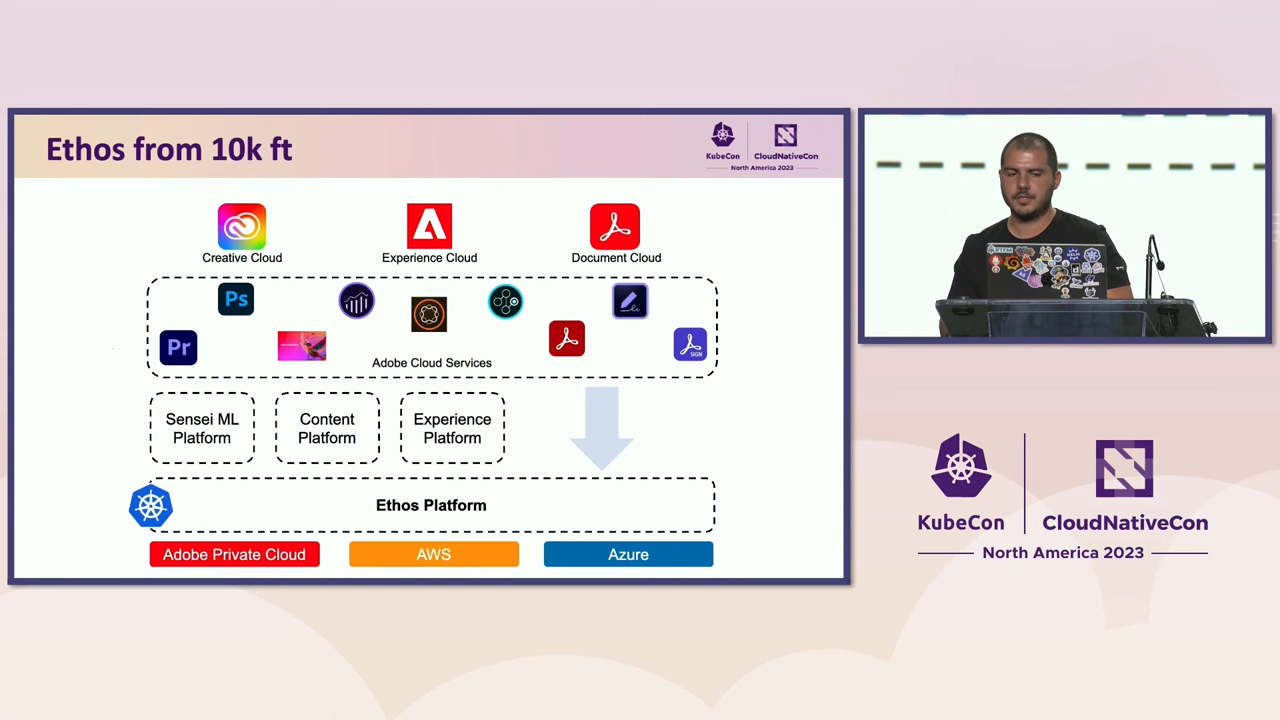 Ethos from 10k ft
KubeCon
CloudNativeCon
North America 2023
Creative Cloud
Experience Cloud
Document Cloud
Ps
Pr
SIGN
Adobe Cloud Services
Sensei ML
Platform
Content
Platform
Experience
Platform
Ethos Platform
Adobe Private Cloud
AWS
Azure
KubeCon
CloudNativeCon
North America 2023